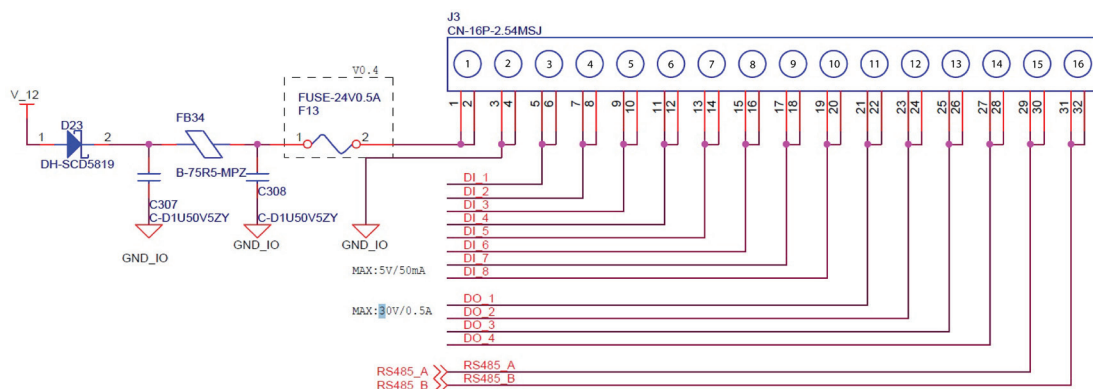 J3
CN-16P-2.54MSJ
1 2 3 4 5 6 7 8 9 10 11 12 13 14 15 16
1 2 3 4 5 6 7 8 9 10 11 12 13 14 15 16 17 18 19 20 21 22 23 24 25 26 27 28 29 30 31 32
V0.4
FUSE-24V0.5A
F13
1 2
V_12
D23
1 2
DH-SCD5819
FB34
B-75R5-MPZ
C307
C-D1U50V5ZY
C308
C-D1U50V5ZY
GND_IO
GND_IO
GND_IO
DI_1
DI_2
DI_3
DI_4
DI_5
DI_6
DI_7
MAX:5V/50mA DI_8
DO_1
MAX:30V/0.5A DO_2
DO_3
DO_4
RS485_A RS485_A
RS485_B RS485_B